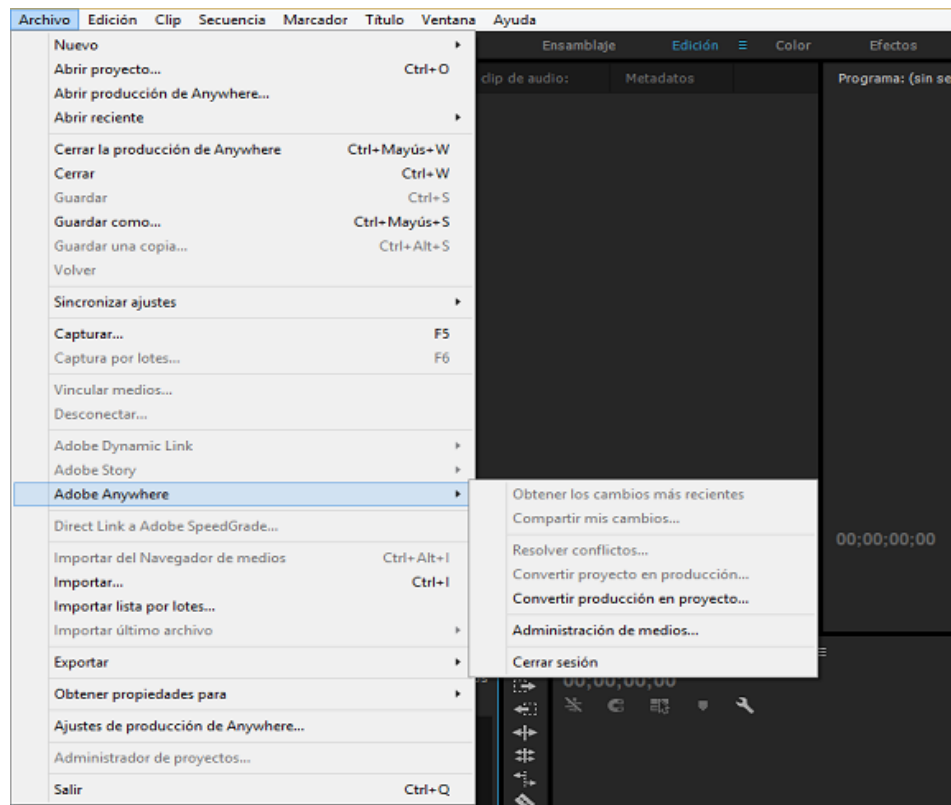 Archivo Edición Clip Secuencia Marcador Título Ventana Ayuda
Ensamblaje Edición Color Efectos
clip de audio: Metadatos Programa: (sin se
Nuevo
Abrir proyecto... Ctrl+O
Abrir producción de Anywhere...
Abrir reciente
Cerrar la producción de Anywhere Ctrl+Mayús+W
Cerrar Ctrl+W
Guardar Ctrl+S
Guardar como... Ctrl+Mayús+S
Guardar una copia... Ctrl+Alt+S
Volver
Sincronizar ajustes
Capturar... F5
Captura por lotes... F6
Vincular medios...
Desconectar...
Adobe Dynamic Link
Adobe Story
Adobe Anywhere
Direct Link a Adobe SpeedGrade...
Importar del Navegador de medios Ctrl+Alt+I
Importar... Ctrl+I
Importar lista por lotes...
Importar último archivo
Exportar
Obtener propiedades para
Ajustes de producción de Anywhere...
Administrador de proyectos...
Salir Ctrl+Q
Obtener los cambios más recientes
Compartir mis cambios...
Resolver conflictos...
Convertir proyecto en producción...
Convertir producción en proyecto...
Administración de medios...
Cerrar sesión
00;00;00;00
00;00;00;00